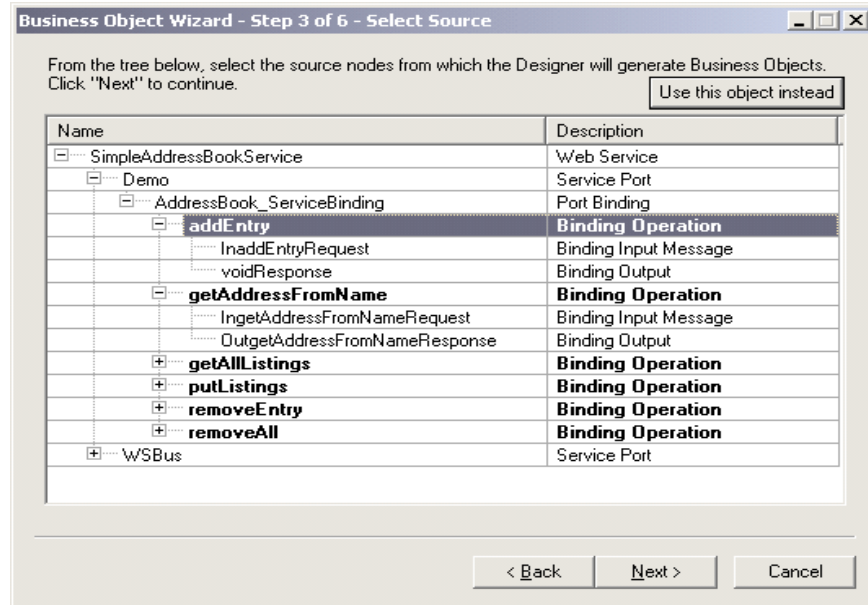 Business Object Wizard - Step 3 of 6 - Select Source
From the tree below, select the source nodes from which the Designer will generate Business Objects.
Click "Next" to continue.
Use this object instead
Name Description
SimpleAddressBookService Web Service
Demo Service Port
AddressBook_ServiceBinding Port Binding
addEntry Binding Operation
InaddEntryRequest Binding Input Message
voidResponse Binding Output
getAddressFromName Binding Operation
IngetAddressFromNameRequest Binding Input Message
OutgetAddressFromNameResponse Binding Output
getAllListings Binding Operation
putListings Binding Operation
removeEntry Binding Operation
removeAll Binding Operation
WSBus Service Port
< Back Next > Cancel